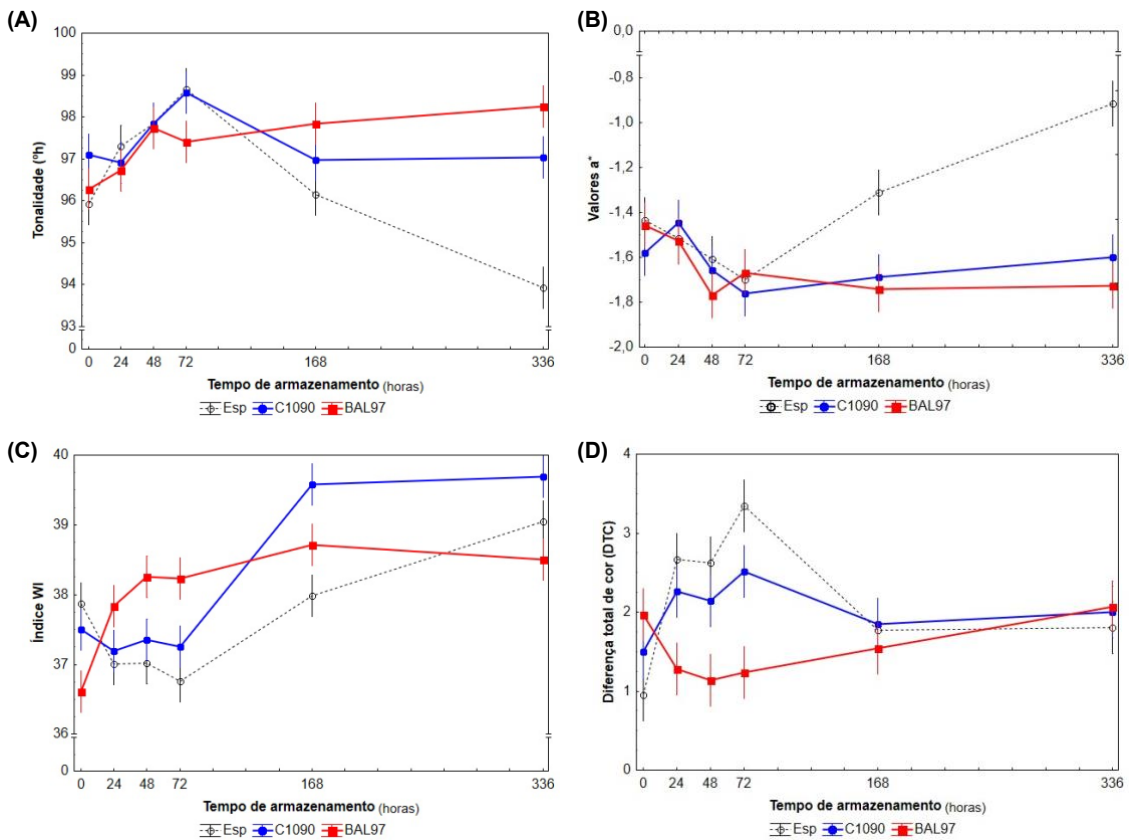 (A)
100
99
98
97
96
95
94
93
0
Tonalidade (ºh)
0 24 48 72 168 336
Tempo de armazenamento (horas)
Esp C1090 BAL97
(B)
0,0
-0,8
-1,0
-1,2
-1,4
-1,6
-1,8
-2,0
Valores a*
0 24 48 72 168 336
Tempo de armazenamento (horas)
Esp C1090 BAL97
(C)
40
39
38
37
36
0
Índice WI
0 24 48 72 168 336
Tempo de armazenamento (horas)
Esp C1090 BAL97
(D)
4
3
2
1
0
Diferença total de cor (DTC)
0 24 48 72 168 336
Tempo de armazenamento (horas)
Esp C1090 BAL97